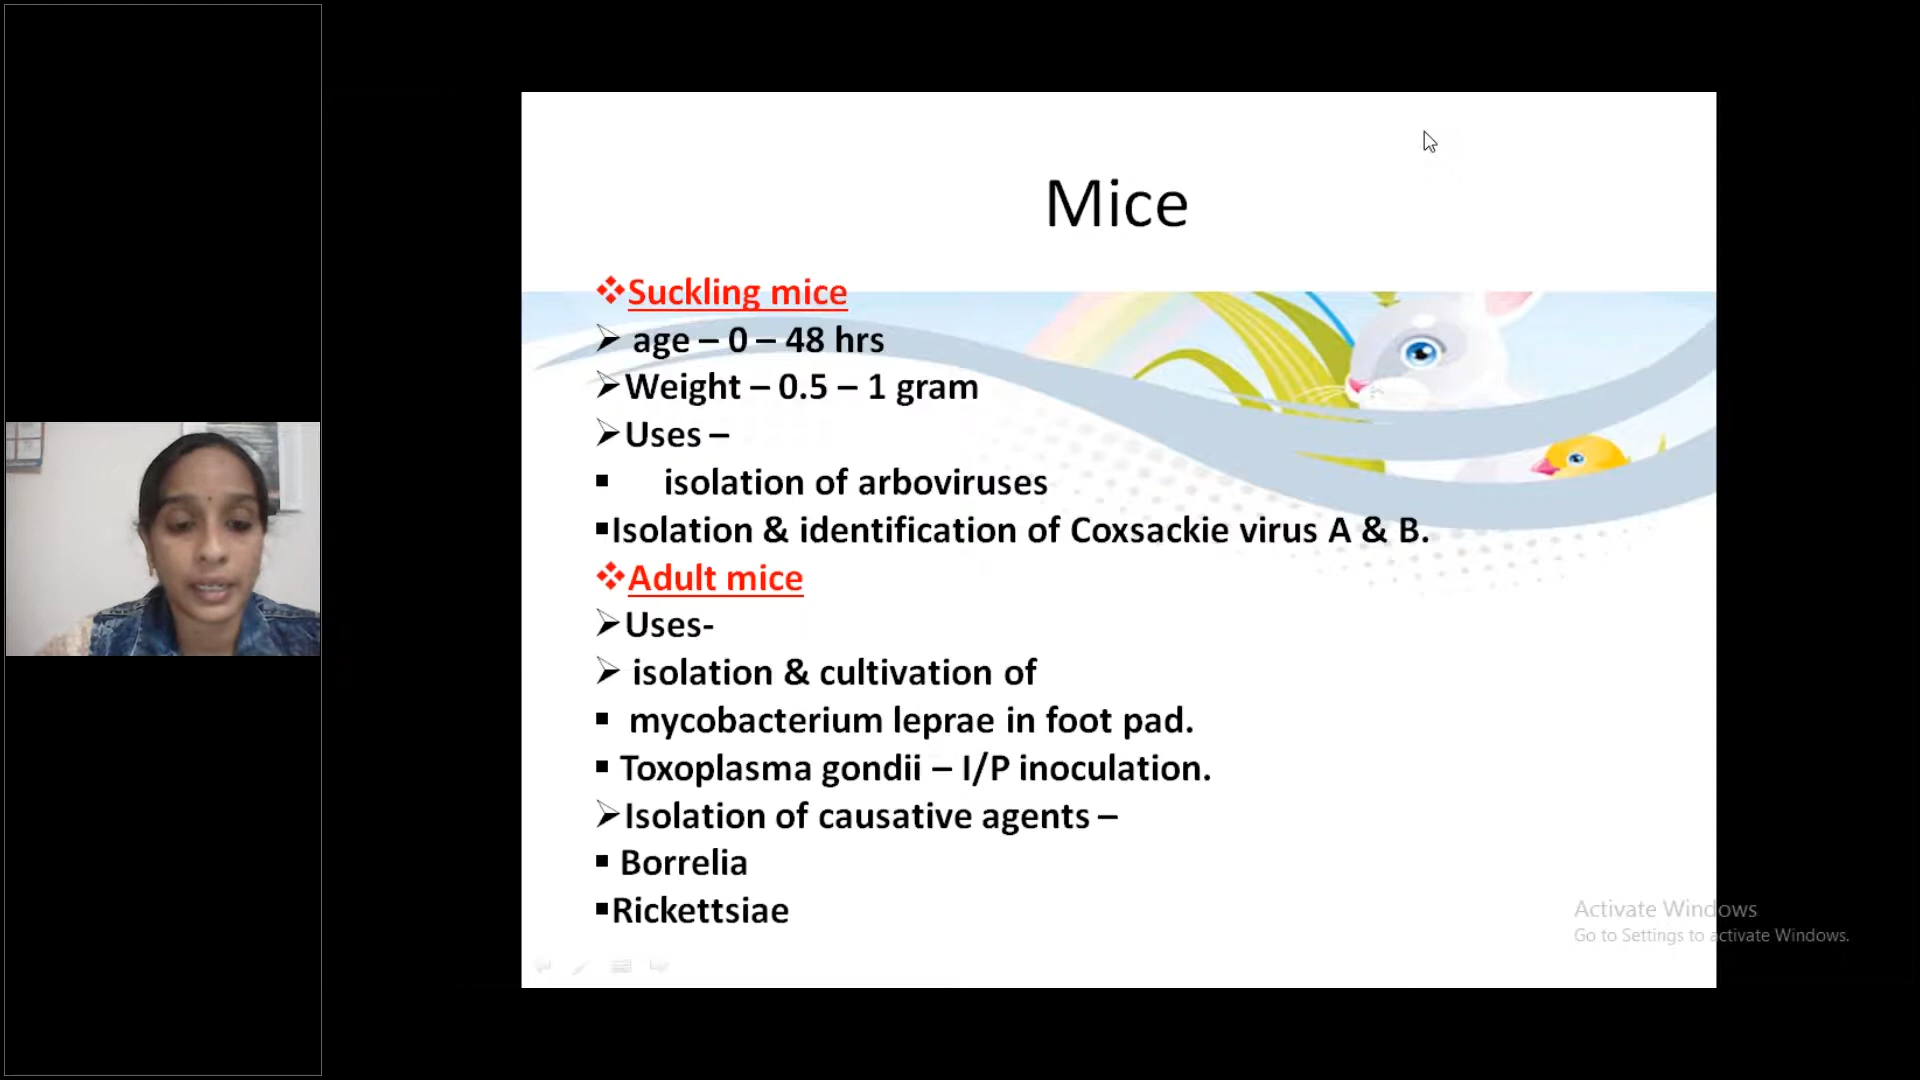 Mice
Suckling mice
age – 0 – 48 hrs
Weight – 0.5 – 1 gram
Uses –
isolation of arboviruses
Isolation & identification of Coxsackie virus A & B.
Adult mice
Uses-
isolation & cultivation of
mycobacterium leprae in foot pad.
Toxoplasma gondii – I/P inoculation.
Isolation of causative agents –
Borrelia
Rickettsiae
Activate Windows
Go to Settings to activate Windows.